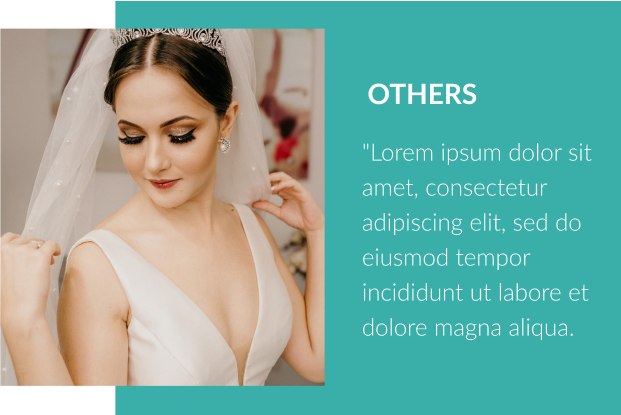 OTHERS
"Lorem ipsum dolor sit
amet, consectetur
adipiscing elit, sed do
eiusmod tempor
incididunt ut labore et
dolore magna aliqua.